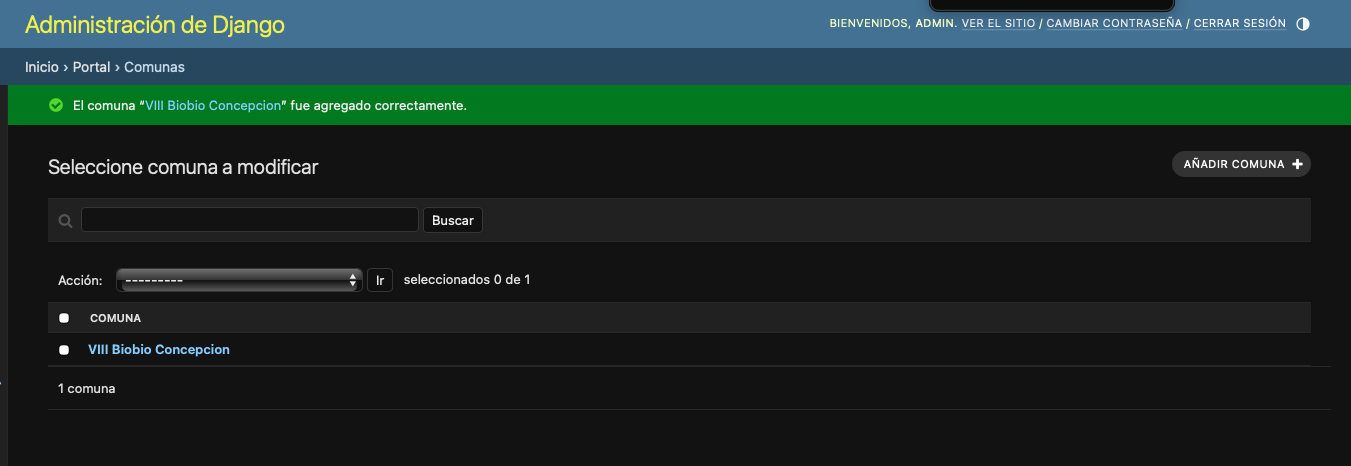 Administración de Django
BIENVENIDOS, ADMIN. VER EL SITIO / CAMBIAR CONTRASEÑA / CERRAR SESIÓN
Inicio › Portal › Comunas
El comuna “VIII Biobio Concepcion” fue agregado correctamente.
Seleccione comuna a modificar
AÑADIR COMUNA +
Buscar
Acción: --------- Ir seleccionados 0 de 1
COMUNA
VIII Biobio Concepcion
1 comuna